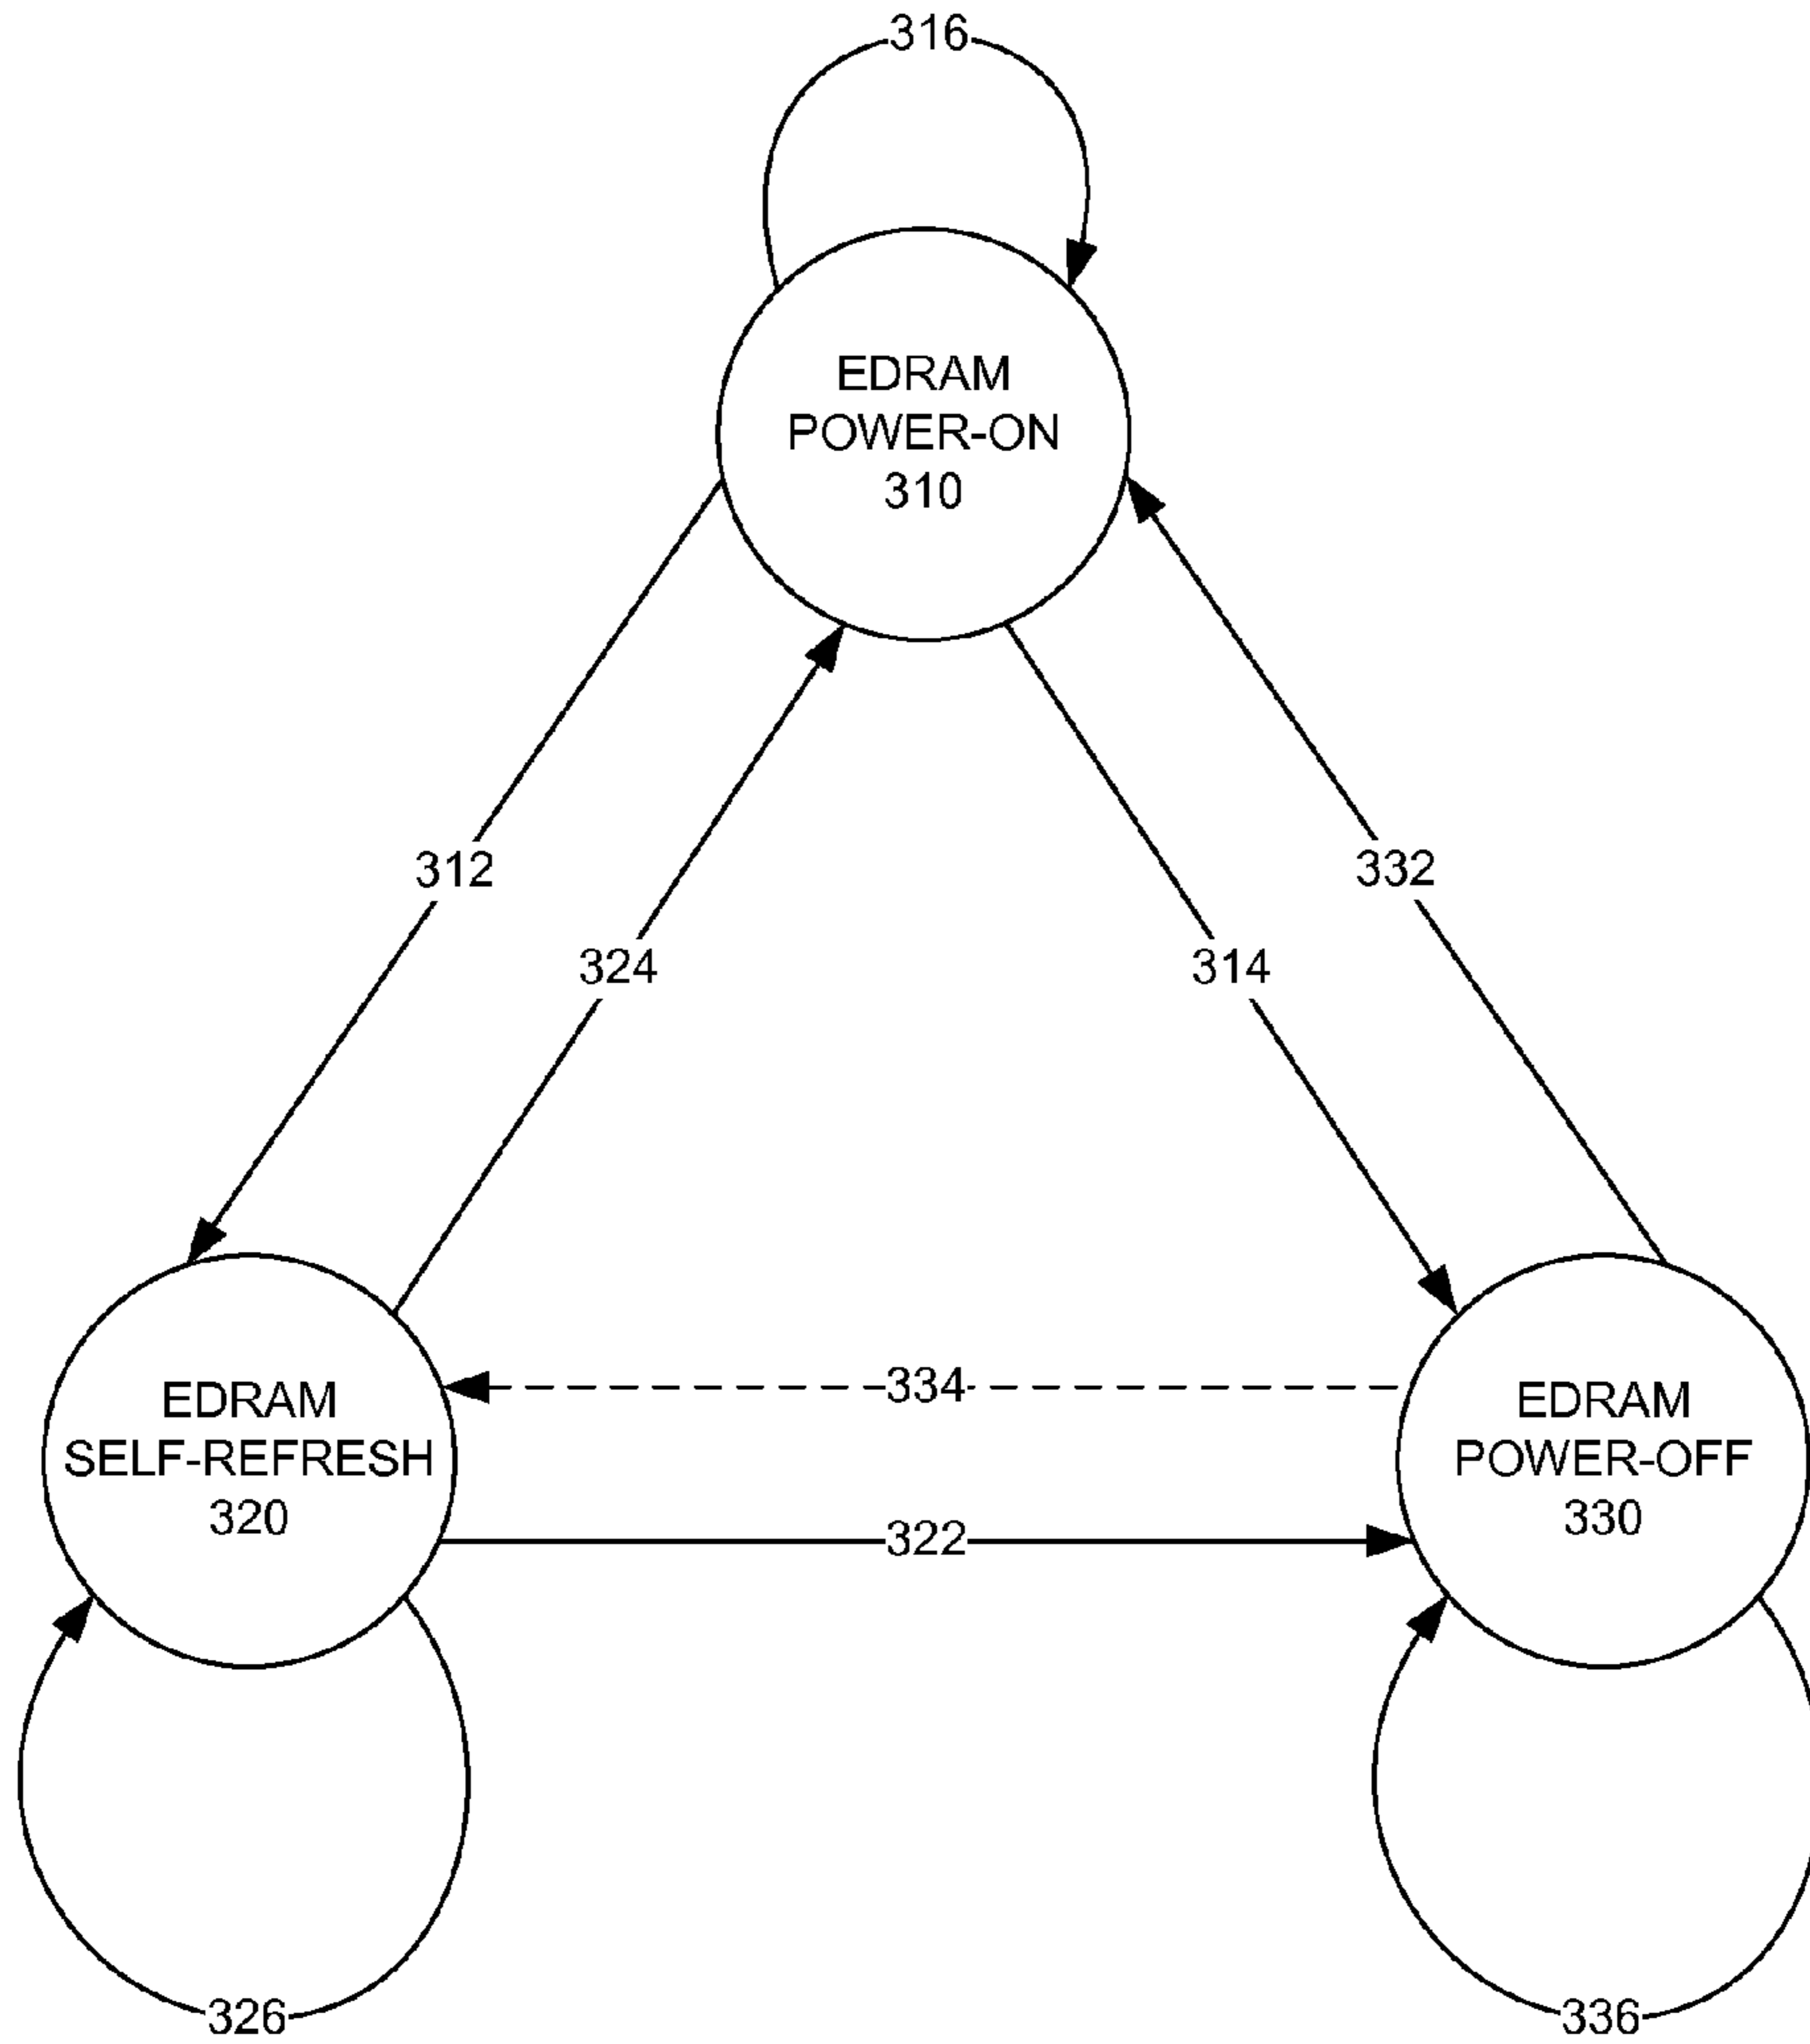 316
EDRAM
POWER-ON
310
312
332
324
314
334
EDRAM
SELF-REFRESH
320
EDRAM
POWER-OFF
330
322
326
336